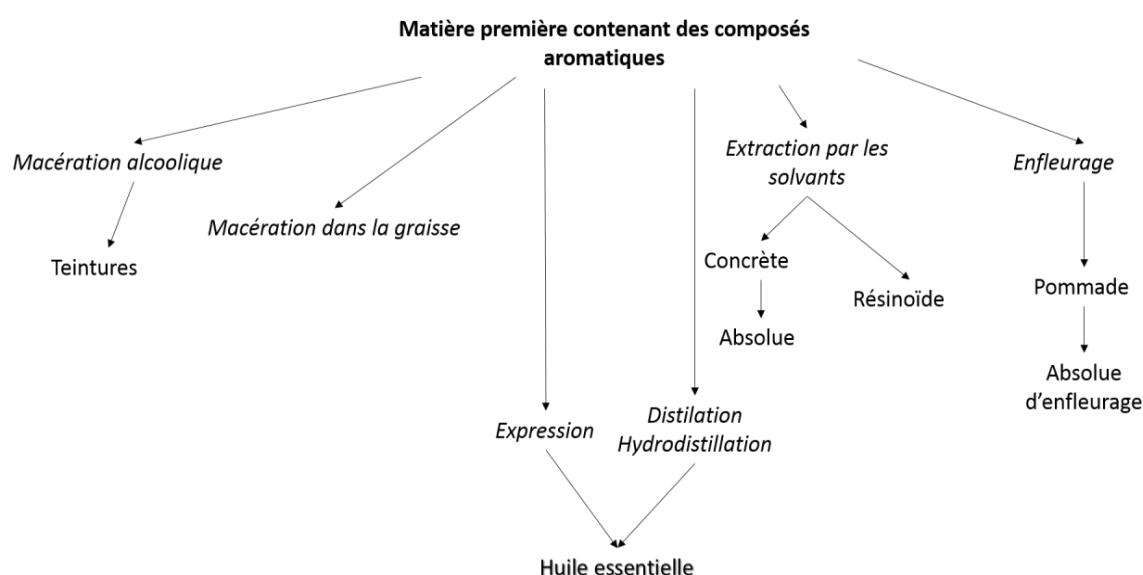 Matière première contenant des composés
aromatiques
Macération alcoolique
Teintures
Macération dans la graisse
Expression
Distilation
Hydrodistillation
Huile essentielle
Extraction par les
solvants
Concrète
Absolue
Résinoïde
Enfleurage
Pommade
Absolue
d'enfleurage